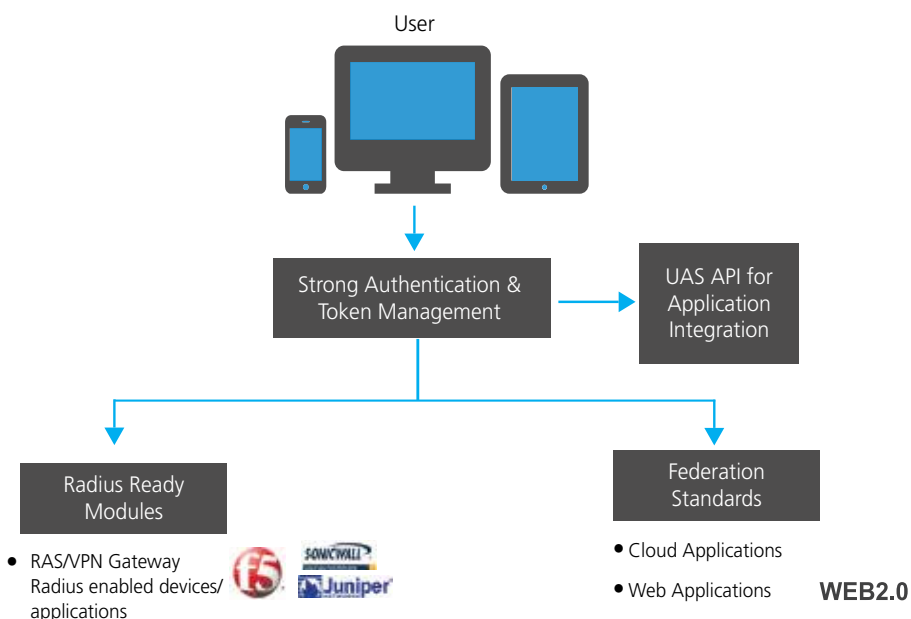 User
Strong Authentication &
Token Management
UAS API for
Application
Integration
Radius Ready
Modules
Federation
Standards
• RAS/VPN Gateway
Radius enabled devices/
applications
f5
SONICWALL
Juniper
• Cloud Applications
• Web Applications
WEB2.0